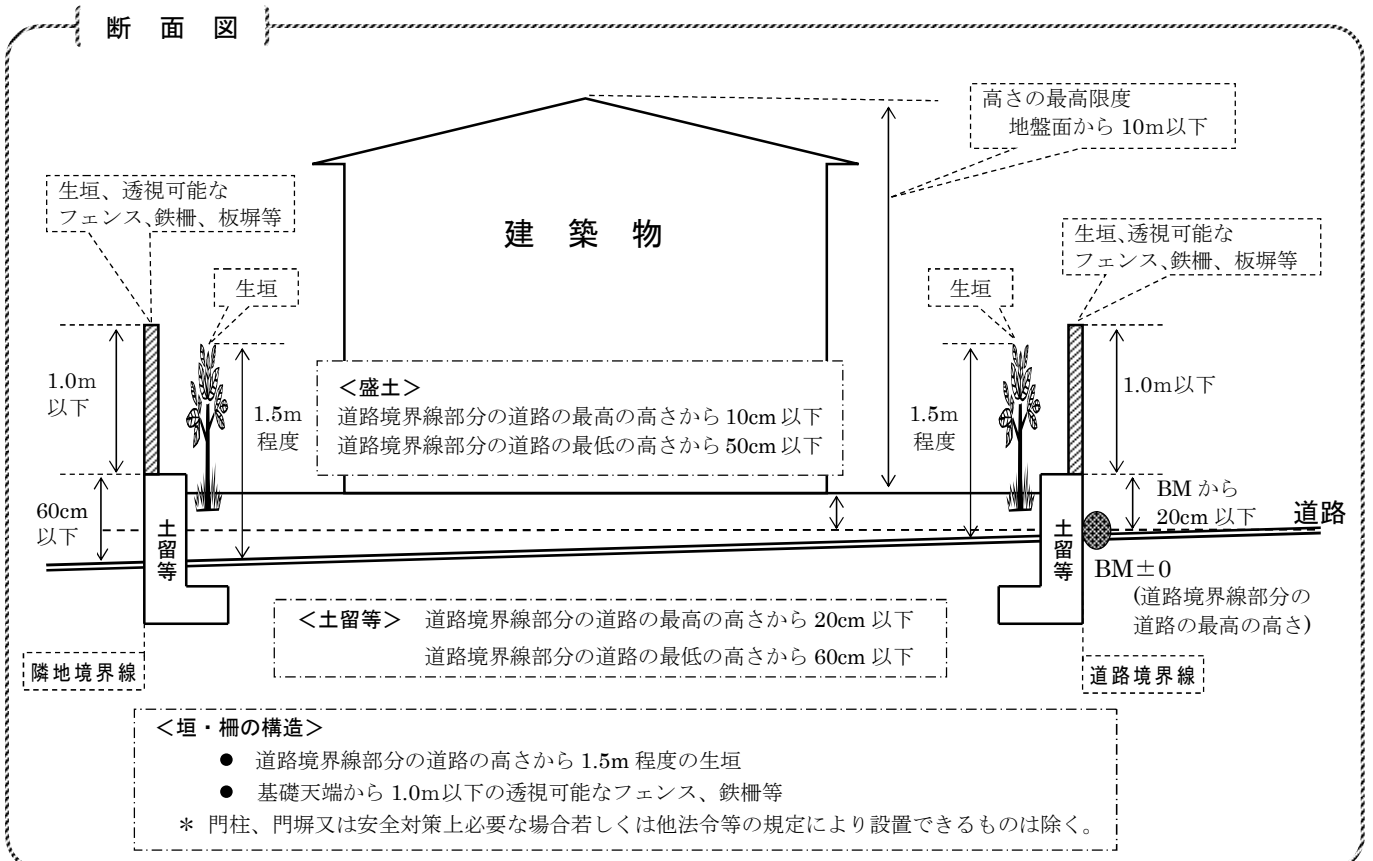 断 面 図
高さの最高限度
地盤面から 10m以下
生垣、透視可能な
フェンス､鉄柵、板塀等
建 築 物
生垣､透視可能な
フェンス､鉄柵、板塀等
生垣
生垣
1.0m
以下
1.5m
程度
<盛土>
道路境界線部分の道路の最高の高さから 10cm 以下
道路境界線部分の道路の最低の高さから 50cm 以下
1.5m
程度
1.0m以下
60cm
以下
土留等
土留等
BM から
20cm 以下
道路
BM±0
(道路境界線部分の
道路の最高の高さ)
<土留等> 道路境界線部分の道路の最高の高さから 20cm 以下
道路境界線部分の道路の最低の高さから 60cm 以下
隣地境界線
道路境界線
<垣・柵の構造>
● 道路境界線部分の道路の高さから 1.5m 程度の生垣
● 基礎天端から 1.0m以下の透視可能なフェンス、鉄柵等
＊ 門柱、門塀又は安全対策上必要な場合若しくは他法令等の規定により設置できるものは除く。